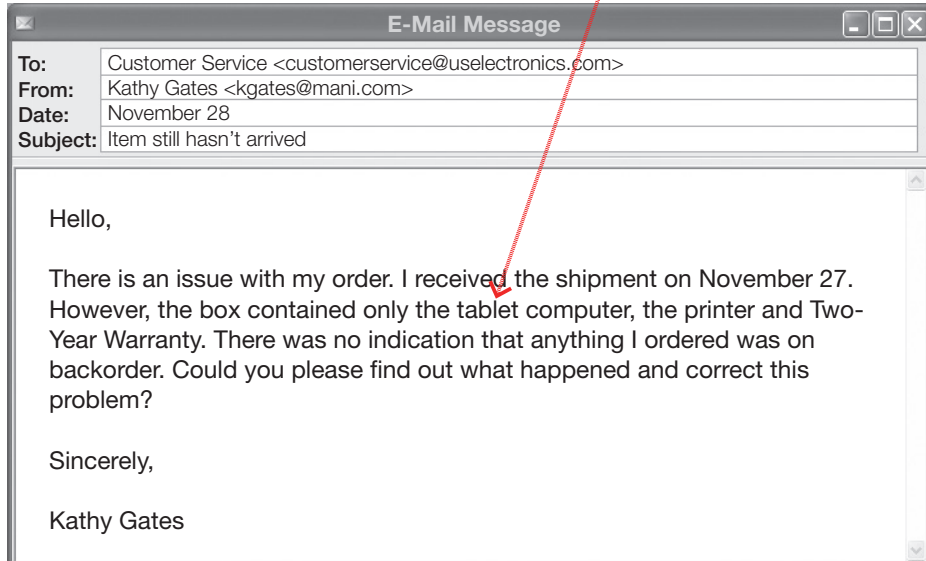 E-Mail Message
To: Customer Service <customerservice@uselectronics.com>
From: Kathy Gates <kgates@mani.com>
Date: November 28
Subject: Item still hasn’t arrived
Hello,
There is an issue with my order. I received the shipment on November 27.
However, the box contained only the tablet computer, the printer and Two-
Year Warranty. There was no indication that anything I ordered was on
backorder. Could you please find out what happened and correct this
problem?
Sincerely,
Kathy Gates